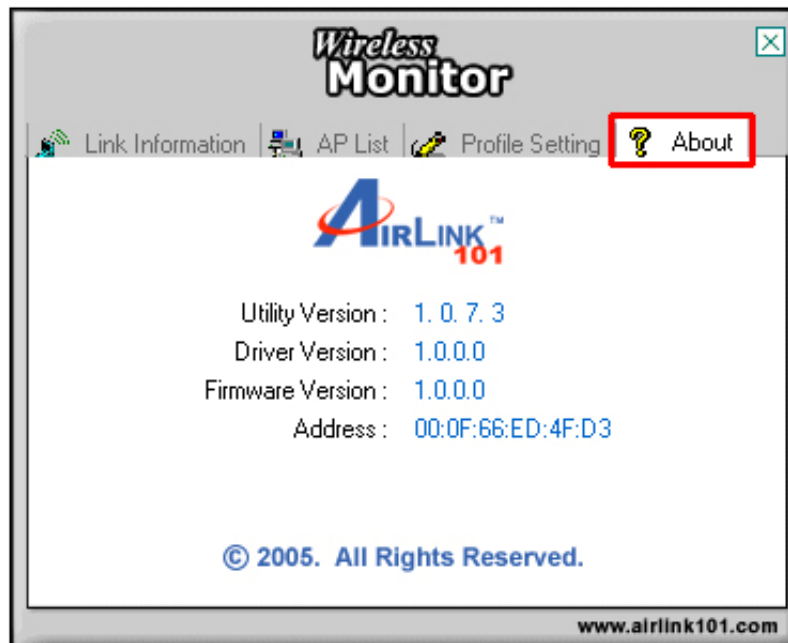 Wireless
Monitor
Link Information AP List Profile Setting About
AIRLINK™
101
Utility Version : 1. 0. 7. 3
Driver Version : 1.0.0.0
Firmware Version : 1.0.0.0
Address : 00:0F:66:ED:4F:D3
© 2005. All Rights Reserved.
www.airlink101.com